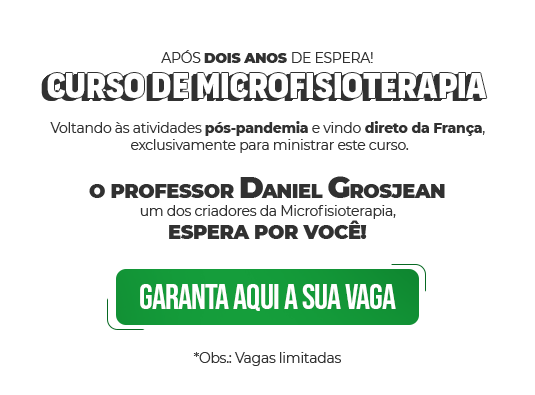 APÓS DOIS ANOS DE ESPERA!
CURSO DE MICROFISIOTERAPIA
Voltando às atividades pós-pandemia e vindo direto da França,
exclusivamente para ministrar este curso.
O PROFESSOR DANIEL GROSJEAN
um dos criadores da Microfisioterapia,
ESPERA POR VOCÊ!
GARANTA AQUI A SUA VAGA
*Obs.: Vagas limitadas